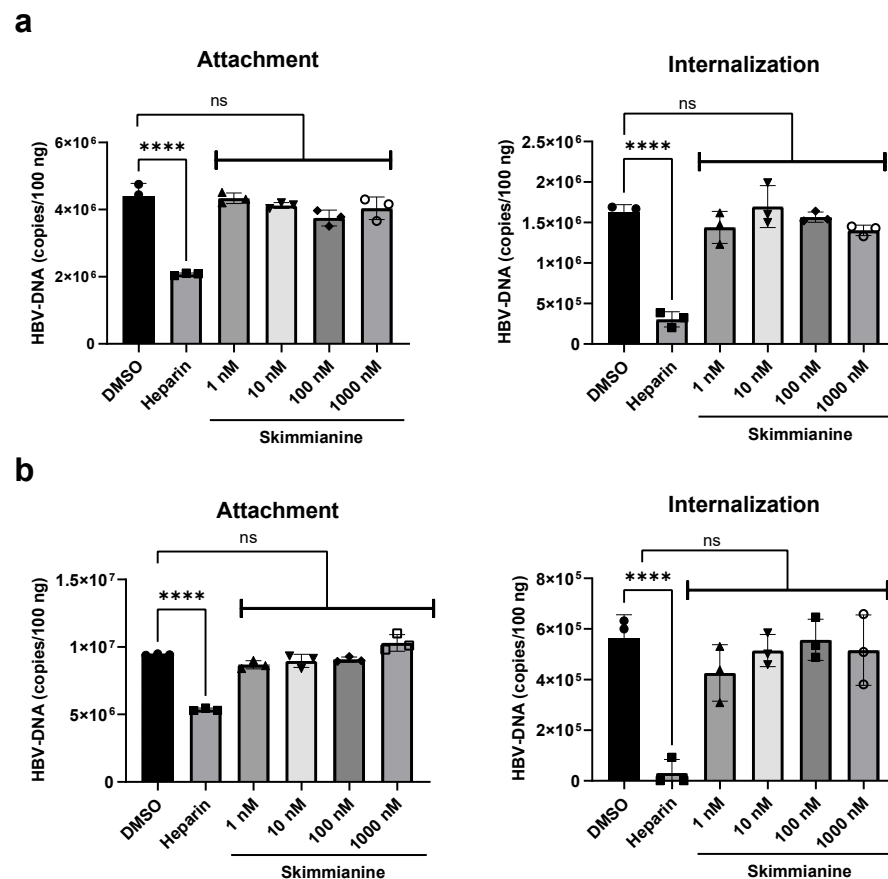 a
Attachment
ns
****
HBV-DNA (copies/100 ng)
6×10⁶
4×10⁶
2×10⁶
0
DMSO
Heparin
1 nM
10 nM
100 nM
1000 nM
Skimmianine
Internalization
ns
****
HBV-DNA (copies/100 ng)
2.5×10⁶
2×10⁶
1.5×10⁶
1×10⁶
5×10⁵
0
DMSO
Heparin
1 nM
10 nM
100 nM
1000 nM
Skimmianine
b
Attachment
ns
****
HBV-DNA (copies/100 ng)
1.5×10⁷
1×10⁷
5×10⁶
0
DMSO
Heparin
1 nM
10 nM
100 nM
1000 nM
Skimmianine
Internalization
ns
****
HBV-DNA (copies/100 ng)
8×10⁵
6×10⁵
4×10⁵
2×10⁵
0
DMSO
Heparin
1 nM
10 nM
100 nM
1000 nM
Skimmianine